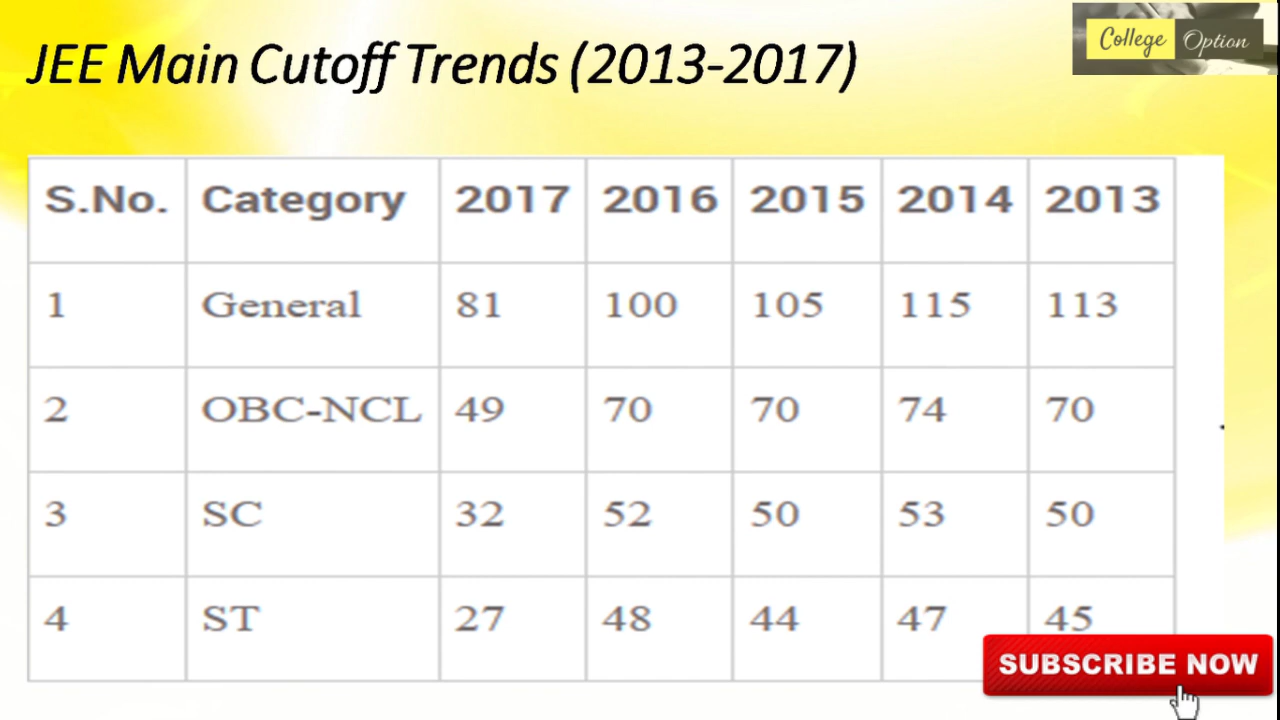 JEE Main Cutoff Trends (2013-2017)
College Option
S.No. Category 2017 2016 2015 2014 2013
1 General 81 100 105 115 113
2 OBC-NCL 49 70 70 74 70
3 SC 32 52 50 53 50
4 ST 27 48 44 47 45
SUBSCRIBE NOW